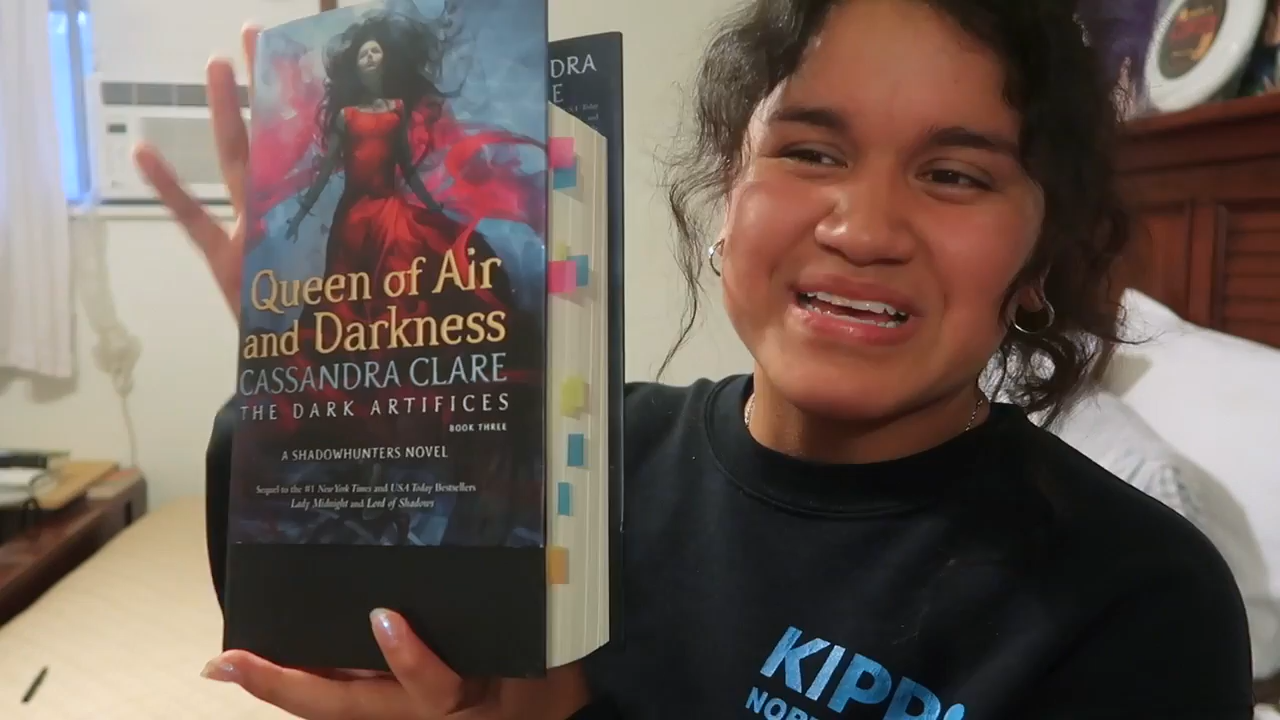 Queen of Air
and Darkness
CASSANDRA CLARE
THE DARK ARTIFICES
BOOK THREE
A SHADOWHUNTERS NOVEL
Sequel to the #1 New York Times and USA Today Bestsellers
Lady Midnight and Lord of Shadows
DRA
E
KIPP